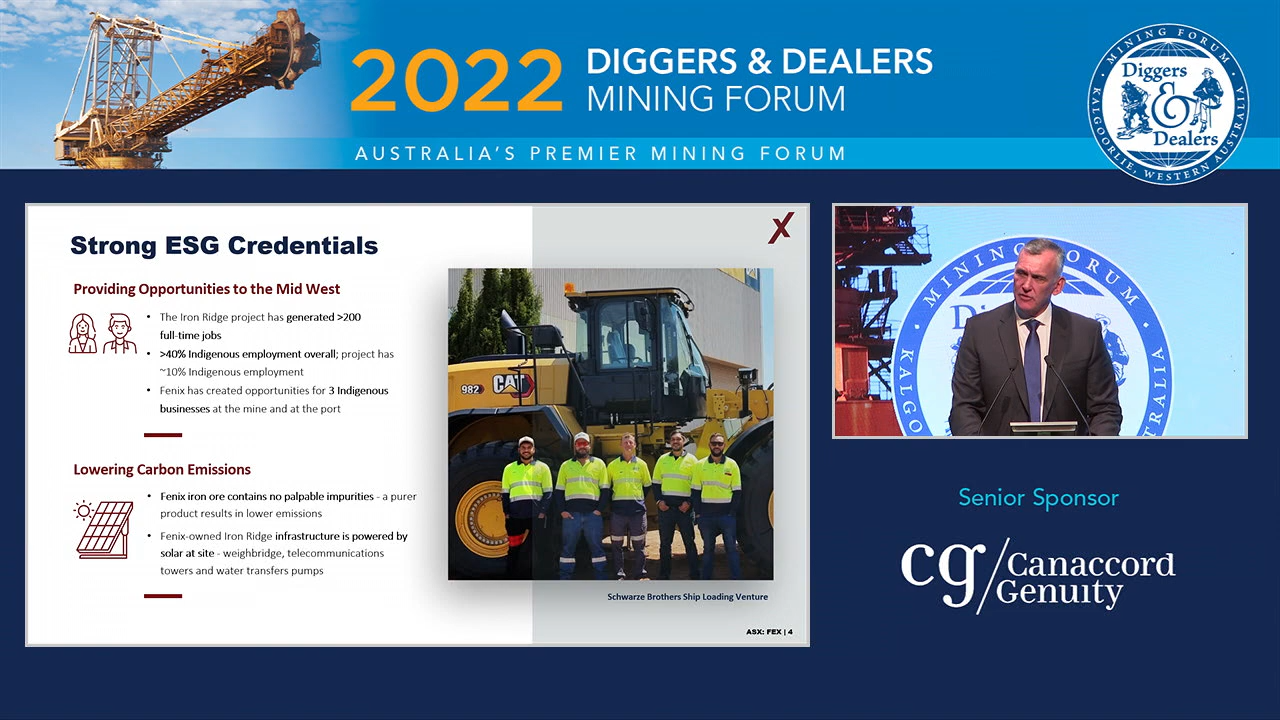 2022
DIGGERS & DEALERS
MINING FORUM
AUSTRALIA'S PREMIER MINING FORUM
MINING FORUM
Diggers
&
Dealers
KALGOORLIE, WESTERN AUSTRALIA
Strong ESG Credentials
Providing Opportunities to the Mid West
• The Iron Ridge project has generated >200
full-time jobs
• >40% Indigenous employment overall; project has
~10% Indigenous employment
• Fenix has created opportunities for 3 Indigenous
businesses at the mine and at the port
Lowering Carbon Emissions
• Fenix iron ore contains no palpable impurities - a purer
product results in lower emissions
• Fenix-owned Iron Ridge infrastructure is powered by
solar at site - weighbridge, telecommunications
towers and water transfers pumps
982
CAT
Schwarze Brothers Ship Loading Venture
ASX: FEX | 4
MINING FORUM
Senior Sponsor
cg/Canaccord
Genuity